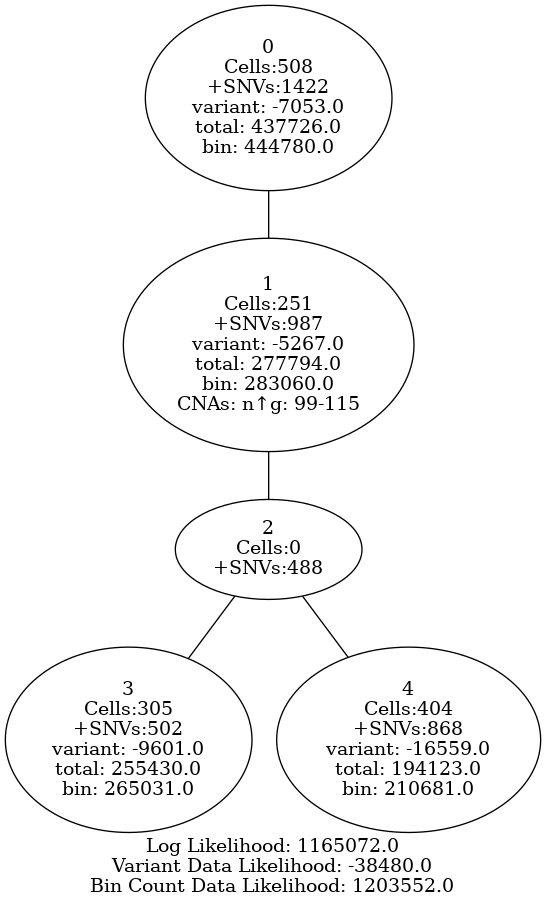 0
Cells:508
+SNVs:1422
variant: -7053.0
total: 437726.0
bin: 444780.0
1
Cells:251
+SNVs:987
variant: -5267.0
total: 277794.0
bin: 283060.0
CNAs: n↑g: 99-115
2
Cells:0
+SNVs:488
3
Cells:305
+SNVs:502
variant: -9601.0
total: 255430.0
bin: 265031.0
4
Cells:404
+SNVs:868
variant: -16559.0
total: 194123.0
bin: 210681.0
Log Likelihood: 1165072.0
Variant Data Likelihood: -38480.0
Bin Count Data Likelihood: 1203552.0